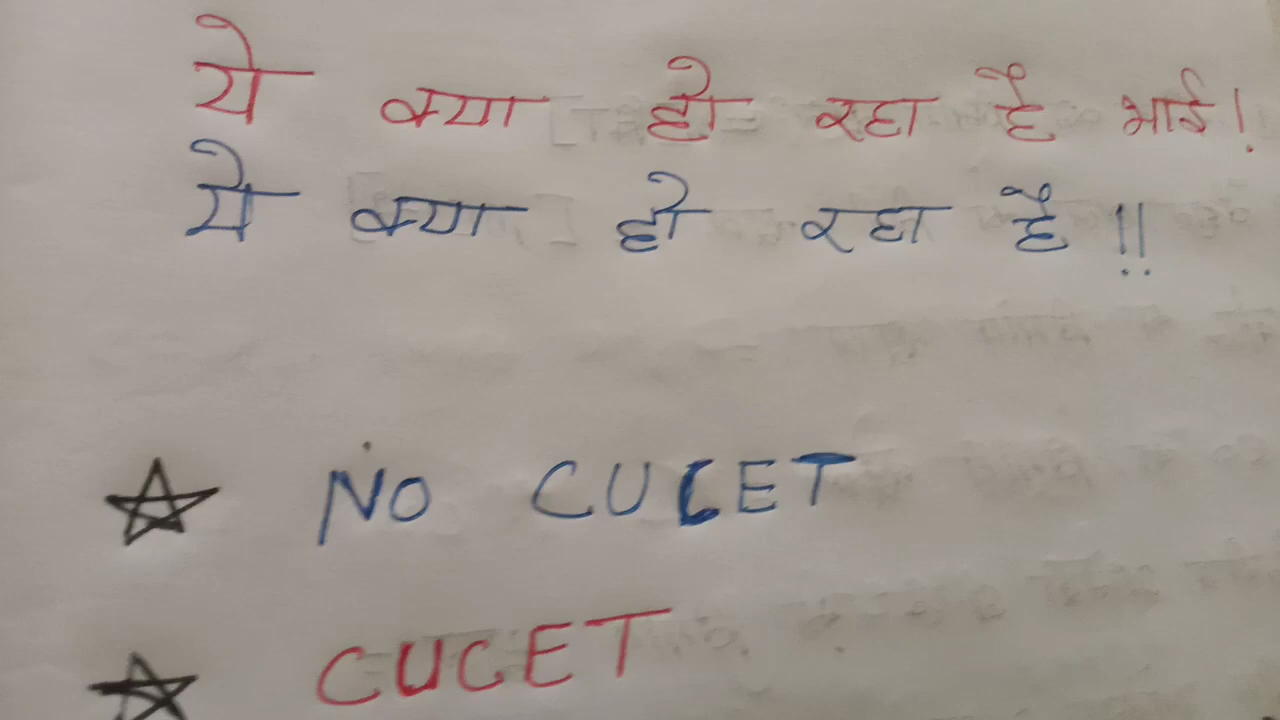 ये क्या हो रहा है भाई!
ये क्या हो रहा है !!
NO CUCET
CUCET